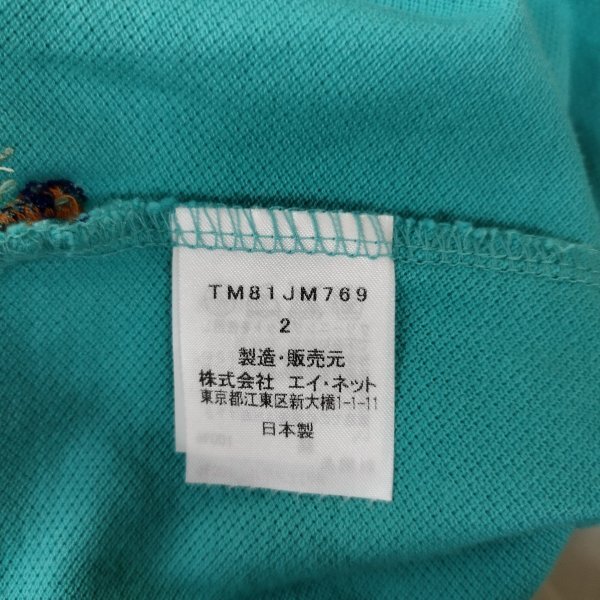 TM81JM769
2
製造・販売元
株式会社 エイ・ネット
東京都江東区新大橋1-1-11
日本製